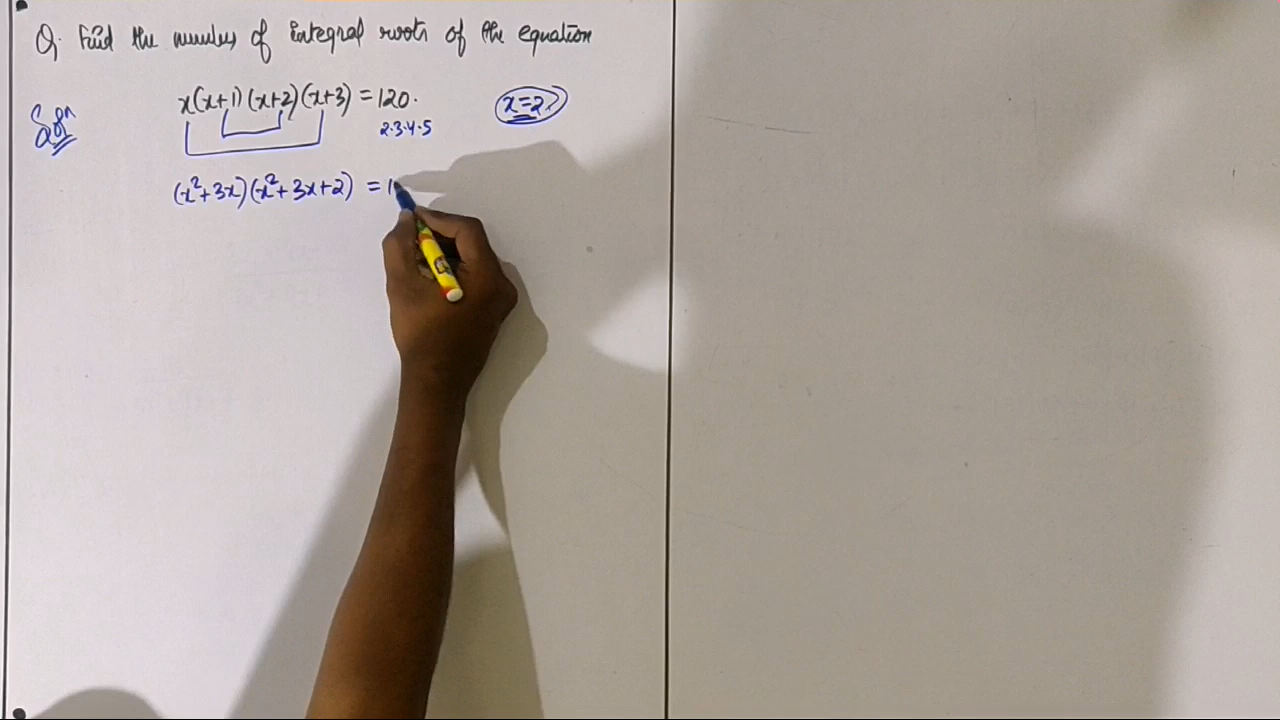 Q. Find the number of integral roots of the equation
x(x+1)(x+2)(x+3) = 120.
x=2
Soln
2·3·4·5
(x²+3x)(x²+3x+2) = 1